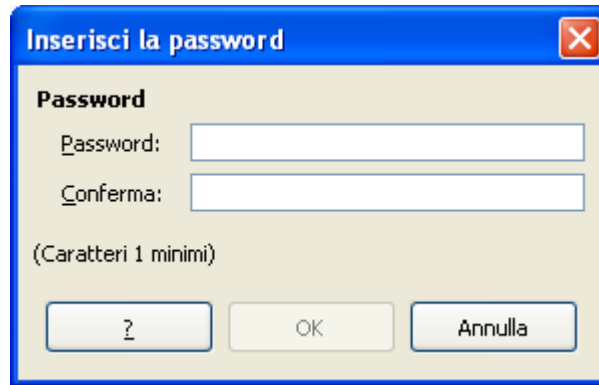 Inserisci la password
Password
Password:
Conferma:
(Caratteri 1 minimi)
? OK Annulla